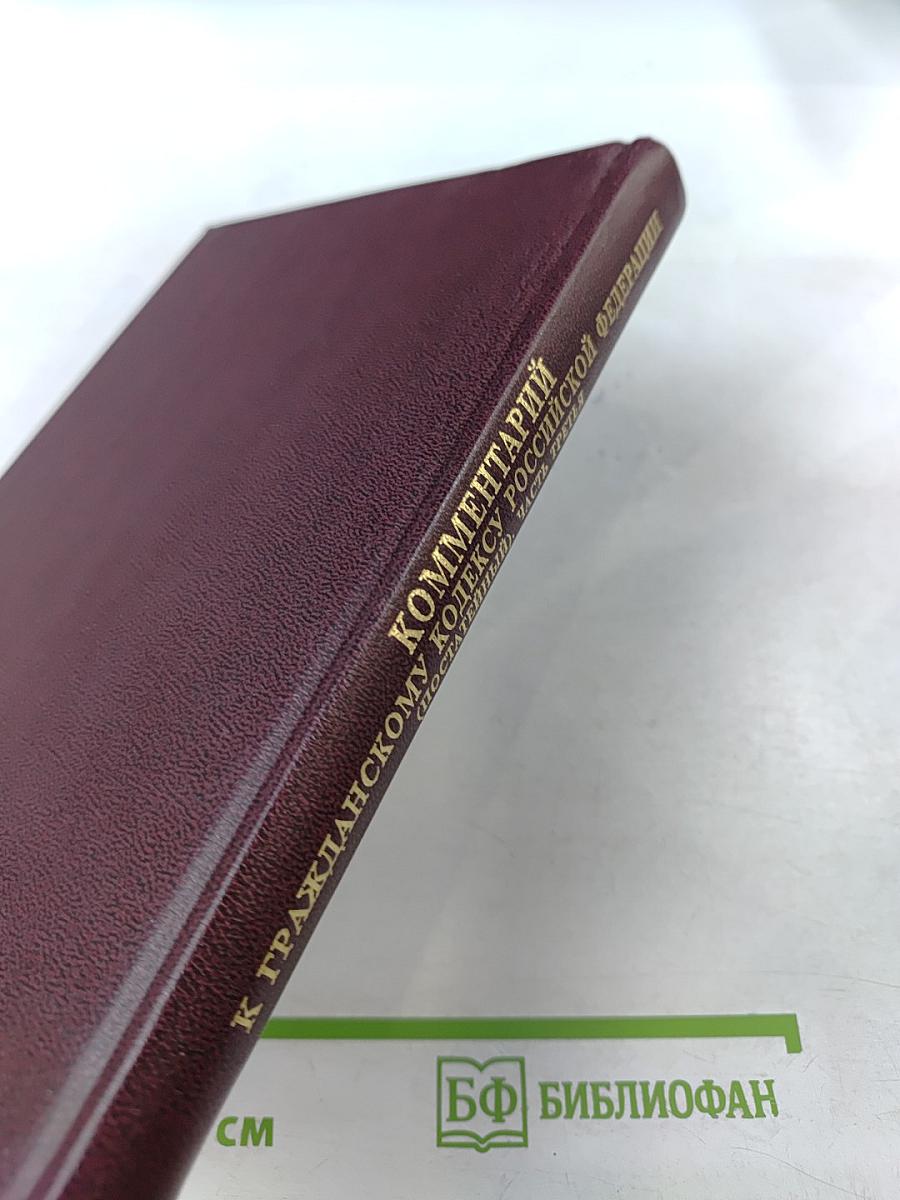 КОММЕНТАРИЙ
К ГРАЖДАНСКОМУ КОДЕКСУ РОССИЙСКОЙ ФЕДЕРАЦИИ
(ПОСТАТЕЙНЫЙ). ЧАСТЬ ТРЕТЬЯ
СМ
БФ БИБЛИОФАН